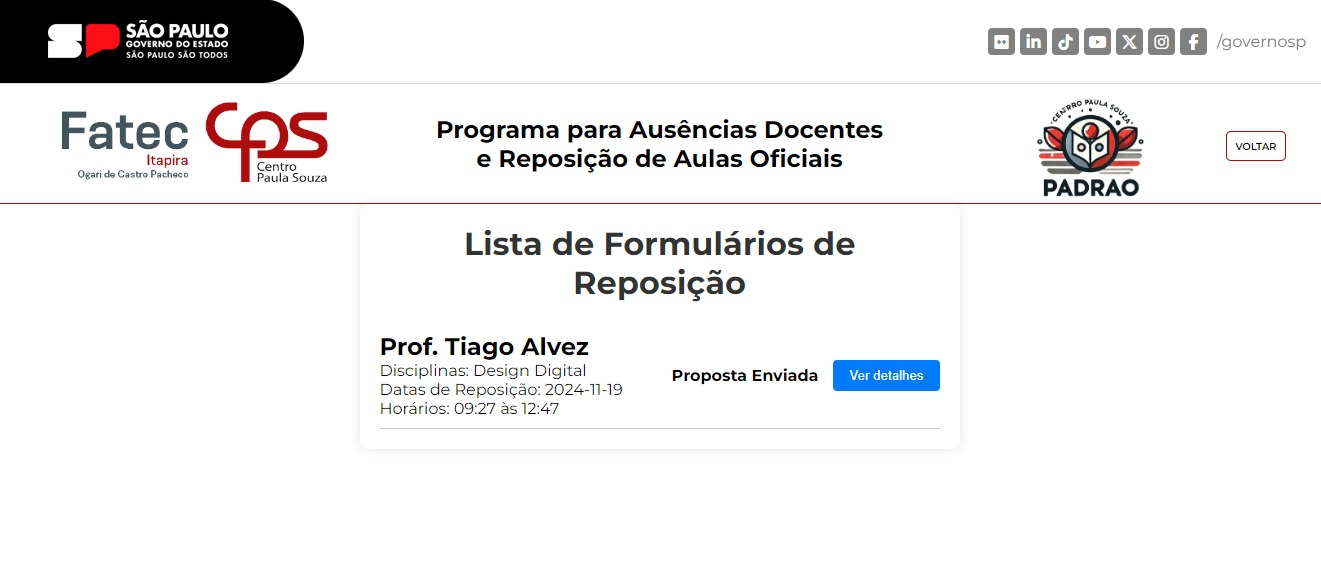 SÃO PAULO
GOVERNO DO ESTADO
SÃO PAULO SÃO TODOS
/governosp
Fatec
Itapira
Ogari de Castro Pacheco
CPS
Centro
Paula Souza
Programa para Ausências Docentes
e Reposição de Aulas Oficiais
CENTRO PAULA SOUZA
PADRAO
VOLTAR
Lista de Formulários de
Reposição
Prof. Tiago Alvez
Disciplinas: Design Digital
Datas de Reposição: 2024-11-19
Horários: 09:27 às 12:47
Proposta Enviada
Ver detalhes